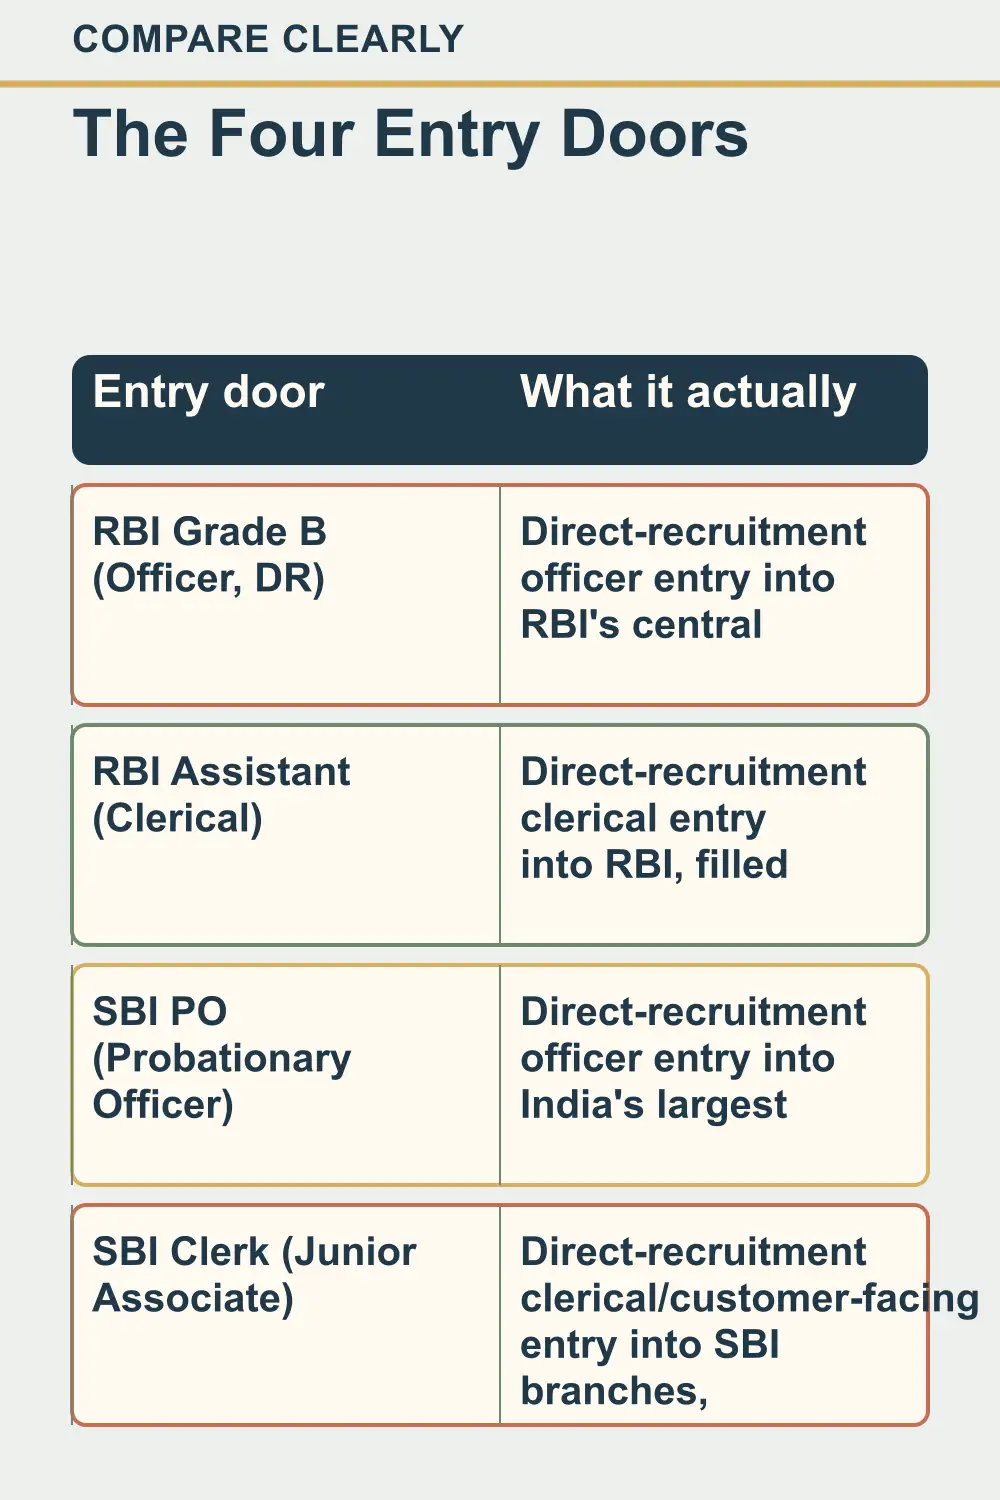 COMPARE CLEARLY
The Four Entry Doors
Entry door
What it actually
RBI Grade B
(Officer, DR)
Direct-recruitment
officer entry into
RBI's central
RBI Assistant
(Clerical)
Direct-recruitment
clerical entry
into RBI, filled
SBI PO
(Probationary
Officer)
Direct-recruitment
officer entry into
India's largest
SBI Clerk (Junior
Associate)
Direct-recruitment
clerical/customer-facing
entry into SBI
branches,